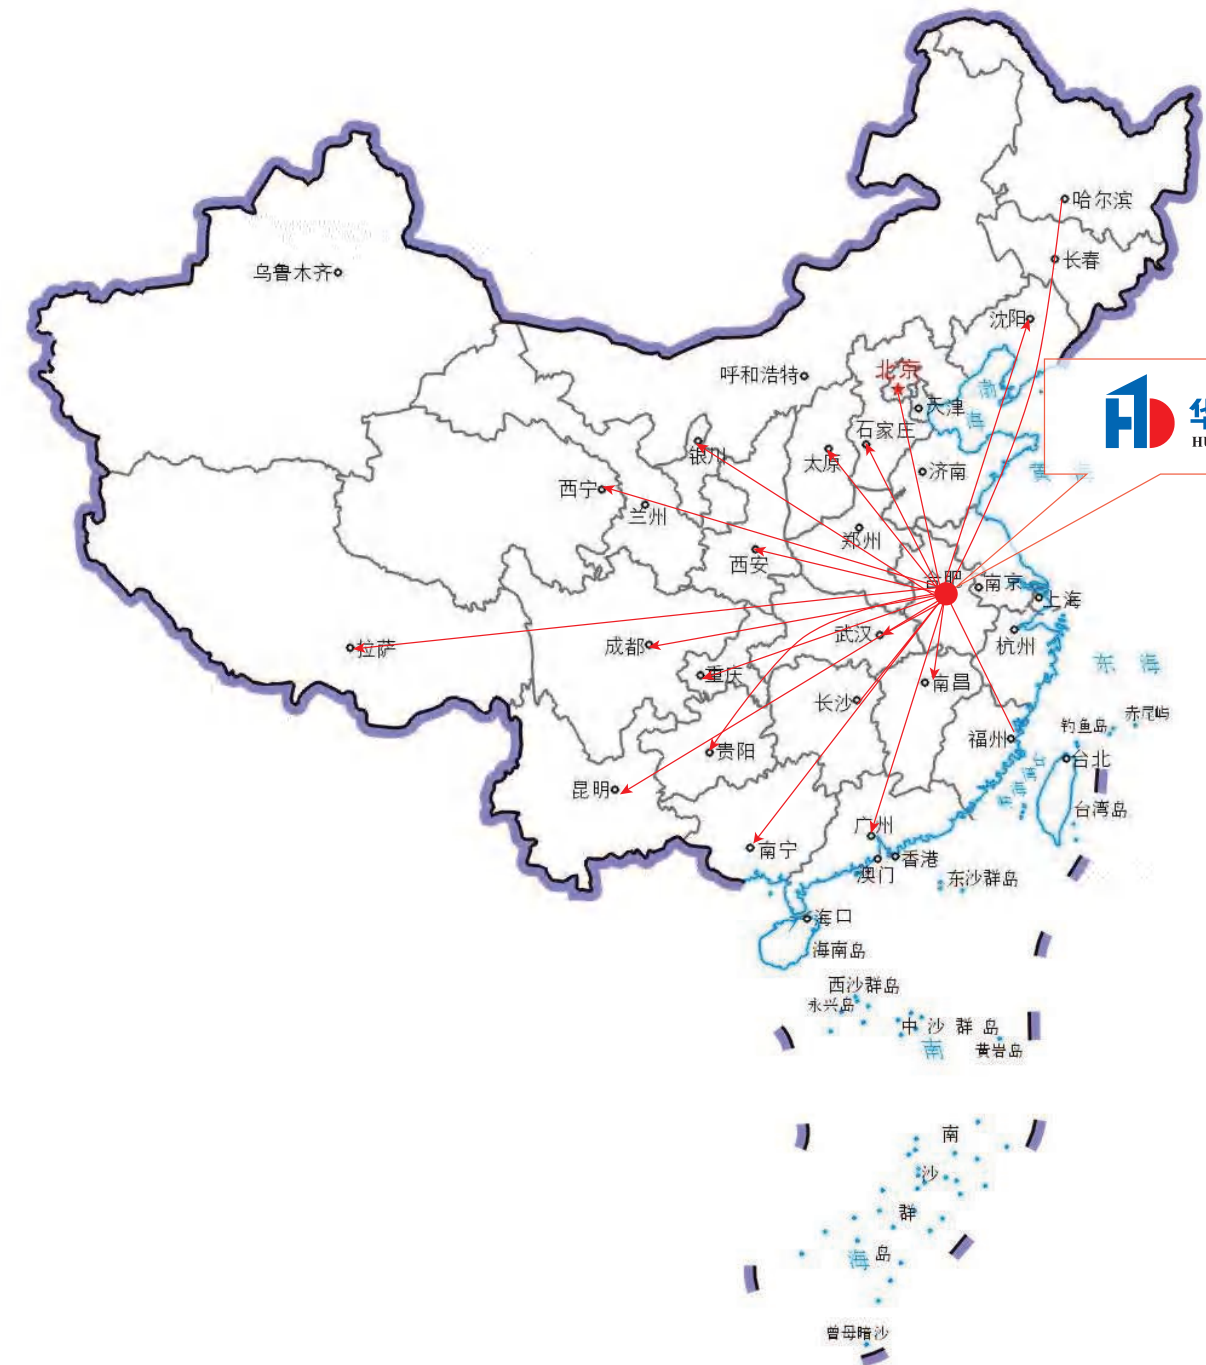 哈尔滨
长春
乌鲁木齐
沈阳
呼和浩特
北京
天津
渤海
华
HU
石家庄
银川
太原
济南
黄海
西宁
兰州
郑州
西安
合肥
南京
上海
武汉
杭州
拉萨
成都
重庆
南昌
东海
长沙
赤尾屿
钓鱼岛
福州
贵阳
台北
昆明
台湾岛
广州
南宁
香港
澳门
东沙群岛
海口
海南岛
西沙群岛
永兴岛
中沙群岛
黄岩岛
南海
南沙群岛
曾母暗沙